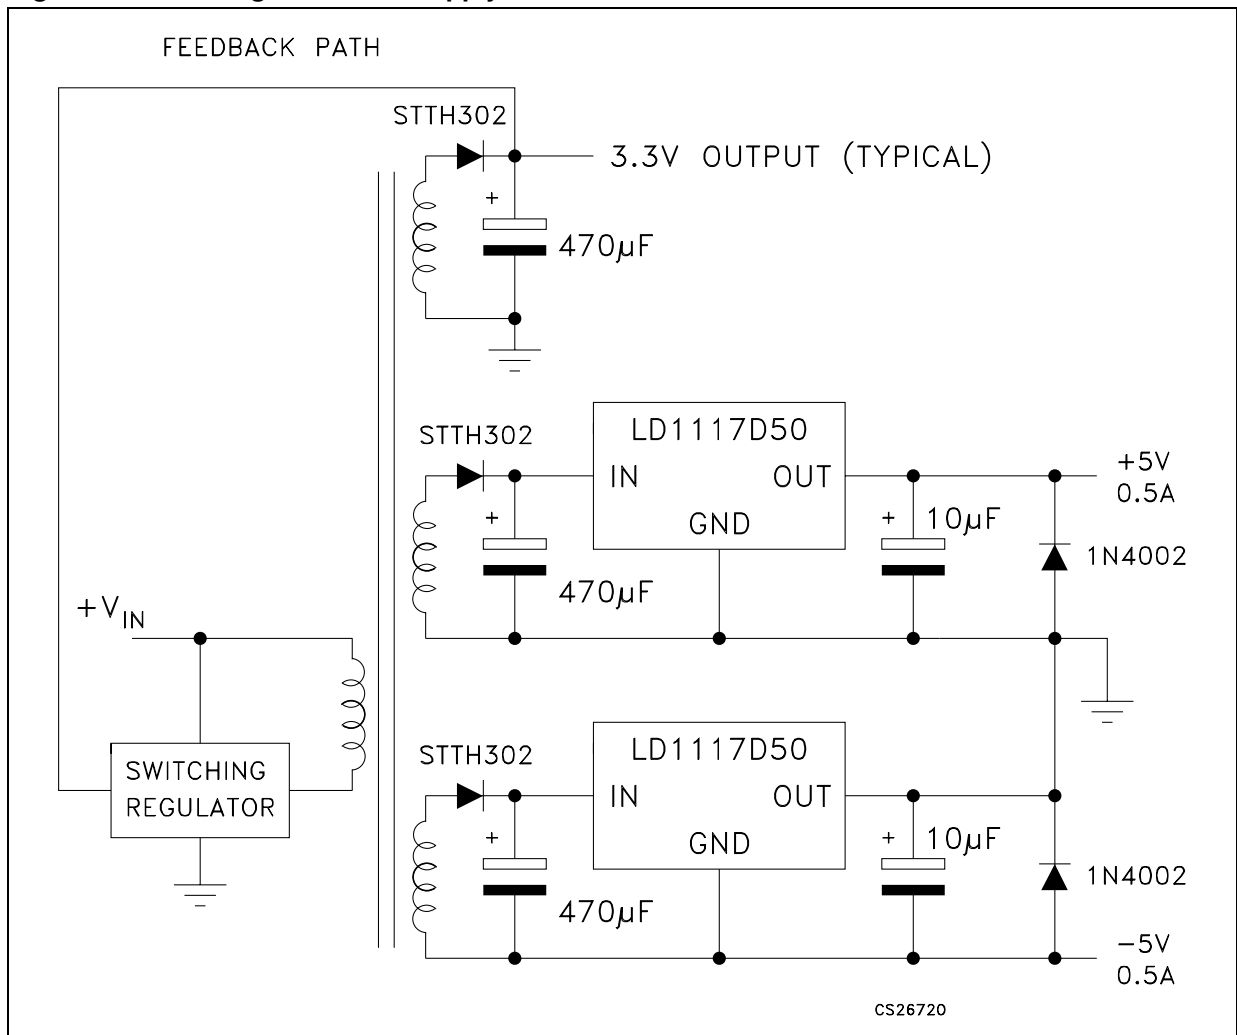 FEEDBACK PATH
STTH302
3.3V OUTPUT (TYPICAL)
+
470µF
STTH302
LD1117D50
IN
OUT
GND
+
470µF
+
10µF
+5V
0.5A
1N4002
+VIN
SWITCHING
REGULATOR
STTH302
LD1117D50
IN
OUT
GND
+
470µF
+
10µF
1N4002
−5V
0.5A
CS26720